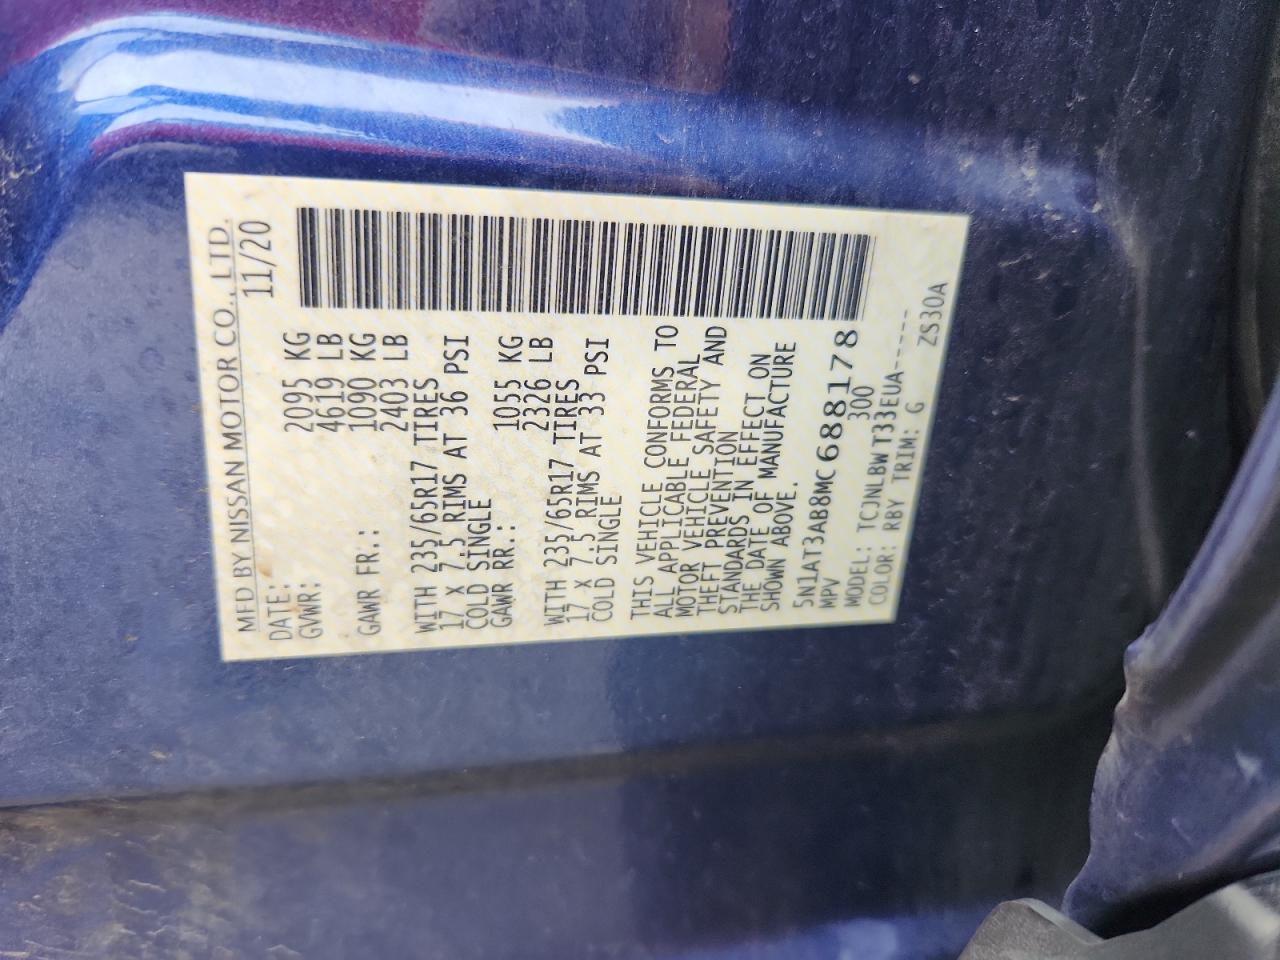 MFD BY NISSAN MOTOR CO., LTD.
DATE: 11/20
GVWR: 2095 KG
4619 LB
GAWR FR.: 1090 KG
2403 LB
WITH 235/65R17 TIRES
17 X 7.5 RIMS AT 36 PSI
COLD SINGLE
GAWR RR.: 1055 KG
2326 LB
WITH 235/65R17 TIRES
17 X 7.5 RIMS AT 33 PSI
COLD SINGLE
THIS VEHICLE CONFORMS TO
ALL APPLICABLE FEDERAL
MOTOR VEHICLE SAFETY AND
THEFT PREVENTION
STANDARDS IN EFFECT ON
THE DATE OF MANUFACTURE
SHOWN ABOVE.
5N1AT3AB8MC688178
MPV 300
MODEL: TCJNLBWT33EUA-----
COLOR: RBY TRIM: G ZS30A